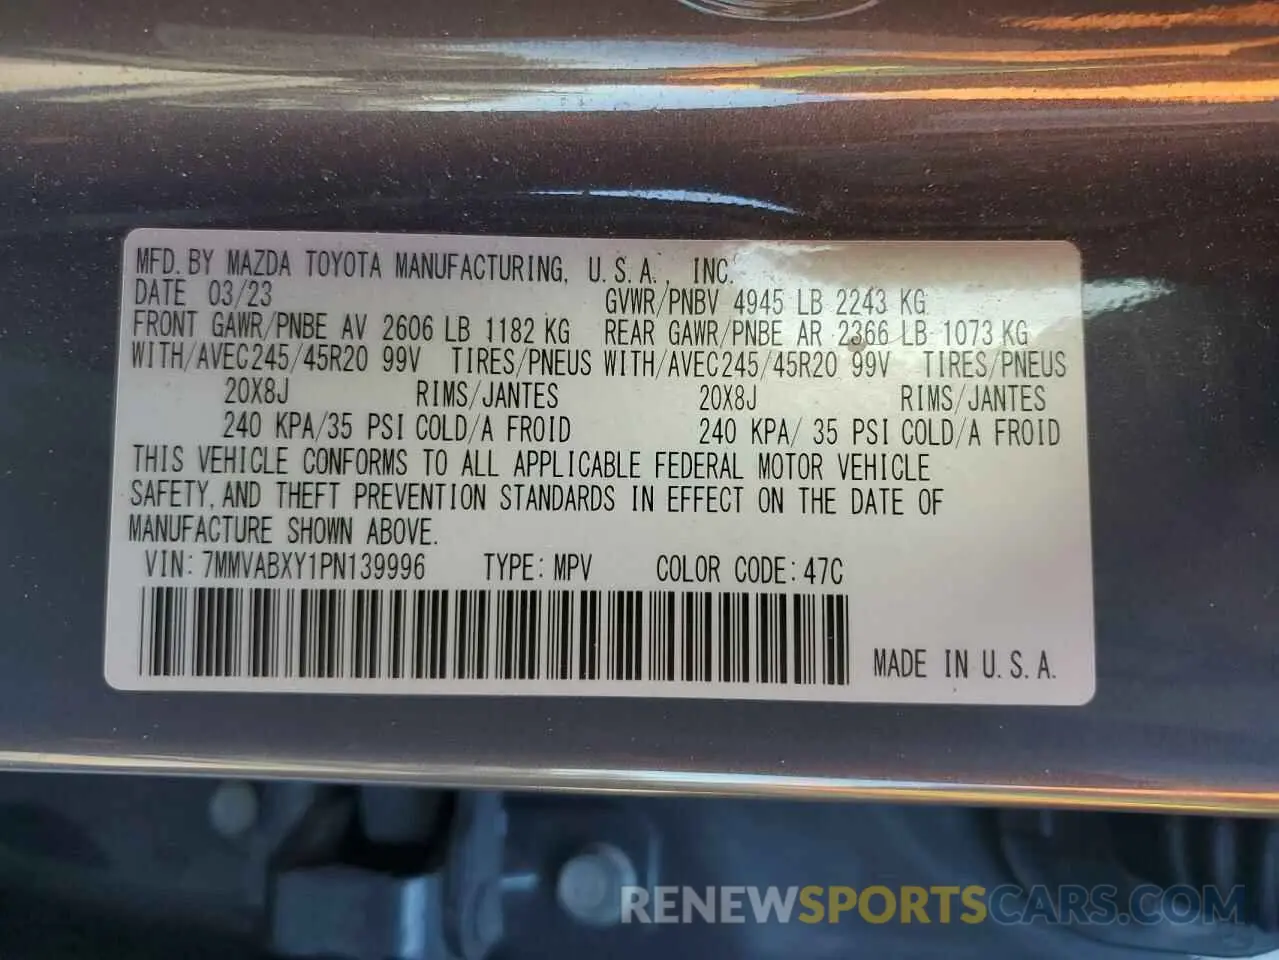 MFD. BY MAZDA TOYOTA MANUFACTURING, U.S.A., INC.
DATE 03/23 GVWR/PNBV 4945 LB 2243 KG
FRONT GAWR/PNBE AV 2606 LB 1182 KG REAR GAWR/PNBE AR 2366 LB 1073 KG
WITH/AVEC245/45R20 99V TIRES/PNEUS WITH/AVEC245/45R20 99V TIRES/PNEUS
20X8J RIMS/JANTES 20X8J RIMS/JANTES
240 KPA/35 PSI COLD/A FROID 240 KPA/ 35 PSI COLD/A FROID
THIS VEHICLE CONFORMS TO ALL APPLICABLE FEDERAL MOTOR VEHICLE
SAFETY, AND THEFT PREVENTION STANDARDS IN EFFECT ON THE DATE OF
MANUFACTURE SHOWN ABOVE.
VIN: 7MMVABXY1PN139996 TYPE: MPV COLOR CODE: 47C
MADE IN U.S.A.
RENEWSPORTSCARS.COM